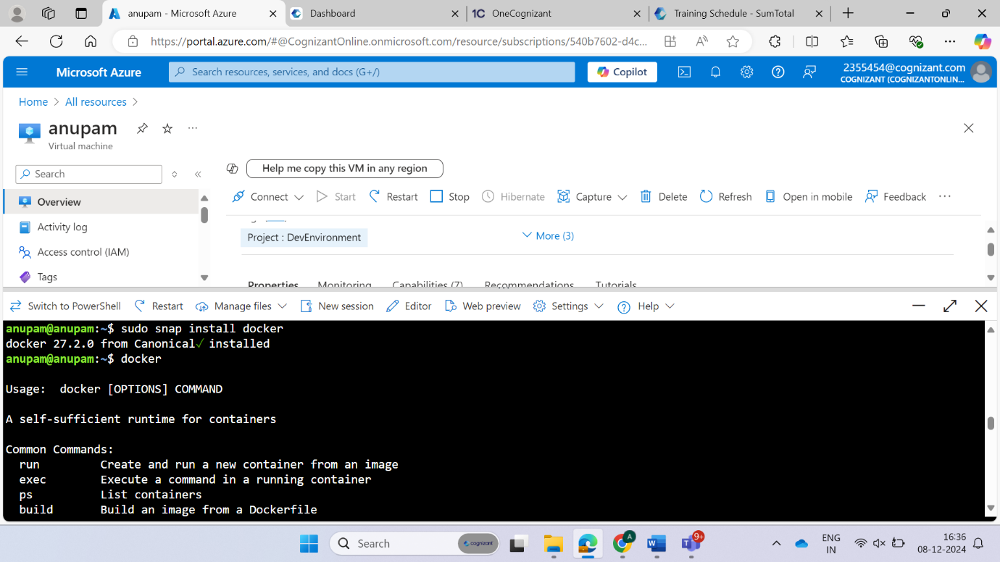 anupam - Microsoft Azure
Dashboard
1C OneCognizant
Training Schedule - SumTotal
https://portal.azure.com/#@CognizantOnline.onmicrosoft.com/resource/subscriptions/540b7602-d4c...
Microsoft Azure
Search resources, services, and docs (G+/)
Copilot
2355454@cognizant.com
COGNIZANT (COGNIZANTONLIN...
Home > All resources >
anupam
Virtual machine
Search
Help me copy this VM in any region
Connect
Start
Restart
Stop
Hibernate
Capture
Delete
Refresh
Open in mobile
Feedback
Overview
Activity log
Access control (IAM)
Tags
Project : DevEnvironment
More (3)
Properties Monitoring Capabilities (7) Recommendations Tutorials
Switch to PowerShell Restart Manage files New session Editor Web preview Settings Help
anupam@anupam:~$ sudo snap install docker
docker 27.2.0 from Canonical✓ installed
anupam@anupam:~$ docker
Usage:  docker [OPTIONS] COMMAND
A self-sufficient runtime for containers
Common Commands:
  run         Create and run a new container from an image
  exec        Execute a command in a running container
  ps          List containers
  build       Build an image from a Dockerfile
Search
cognizant
A
9+
ENG
IN
16:36
08-12-2024